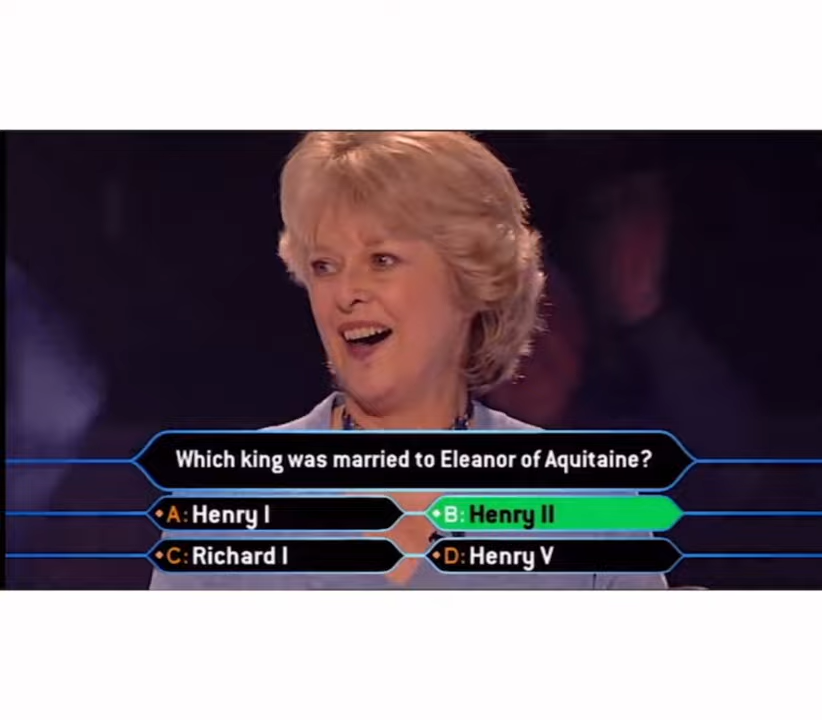 Which king was married to Eleanor of Aquitaine?
A: Henry I
B: Henry II
C: Richard I
D: Henry V